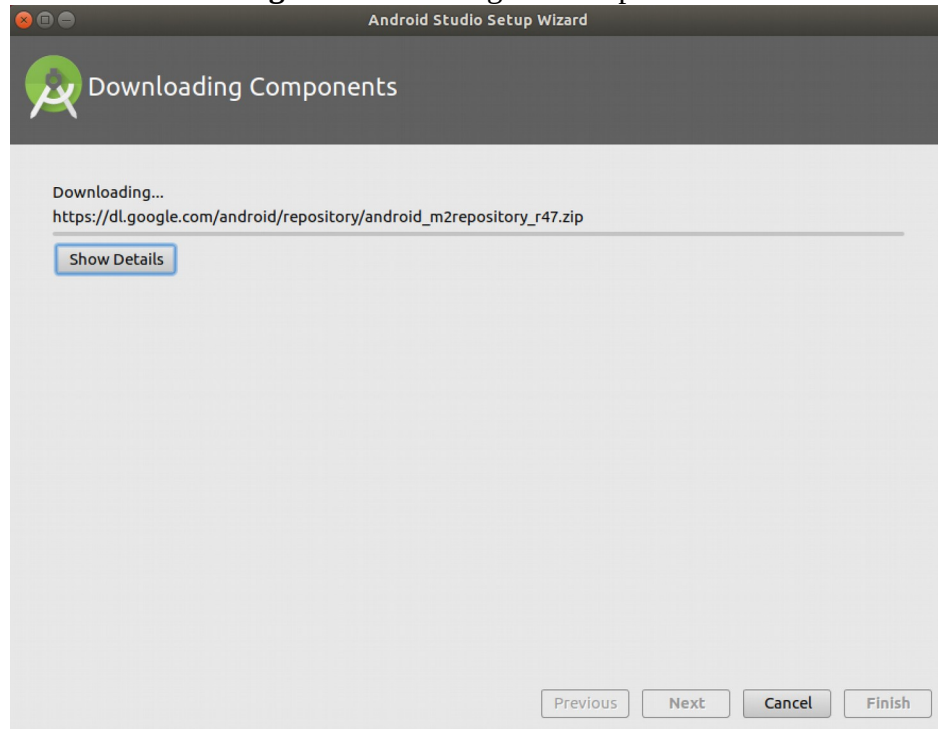 Android Studio Setup Wizard
Downloading Components
Downloading...
https://dl.google.com/android/repository/android_m2repository_r47.zip
Show Details
Previous Next Cancel Finish